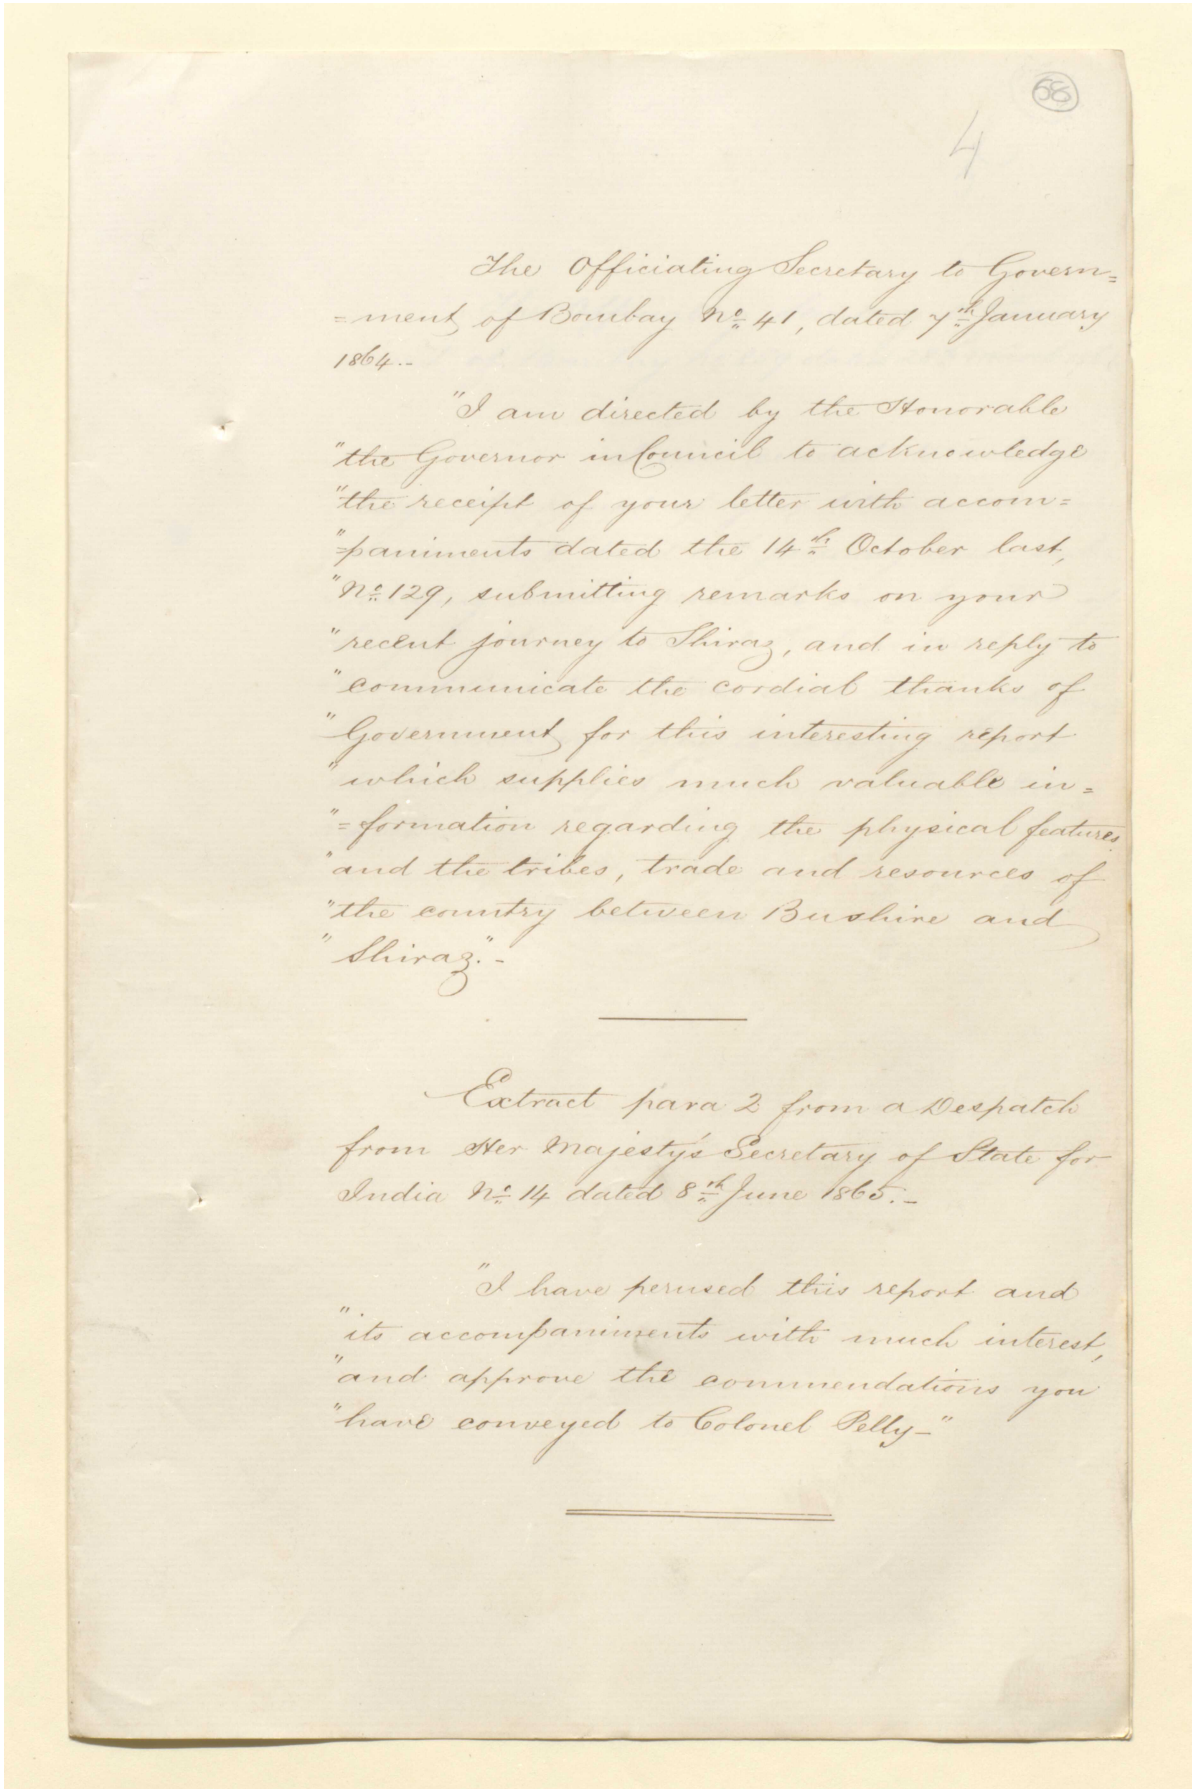 58
4
The Officiating Secretary to Govern=
=ment of Bombay No 41, dated 7th January
1864.-
"I am directed by the Honorable
"the Governor in Council to acknowledge
"the receipt of your letter with accom=
"=paniments dated the 14th October last,
"No 129, submitting remarks on your
"recent journey to Shiraz, and in reply to
"communicate the cordial thanks of
"Government for this interesting report
"which supplies much valuable in=
"=formation regarding the physical features
"and the tribes, trade and resources of
"the country between Bushire and
"Shiraz."-
Extract para 2 from a Despatch
from Her Majesty's Secretary of State for
India No 14 dated 8th June 1865.-
"I have perused this report and
"its accompaniments with much interest,
"and approve the commendations you
"have conveyed to Colonel Pelly-"